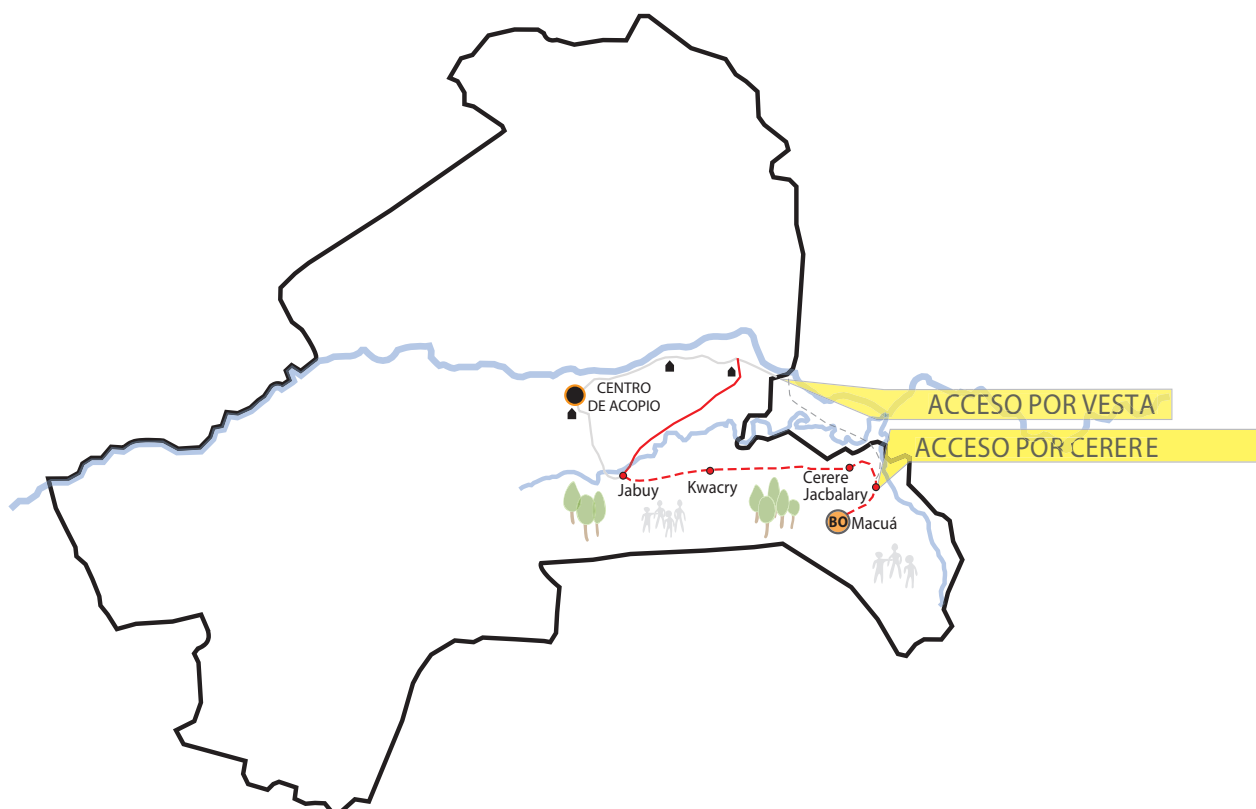 CENTRO
DE ACOPIO
ACCESO POR VESTA
ACCESO POR CERERE
Jabuy
Kwacry
Cerere
Jacbalary
BO Macuá